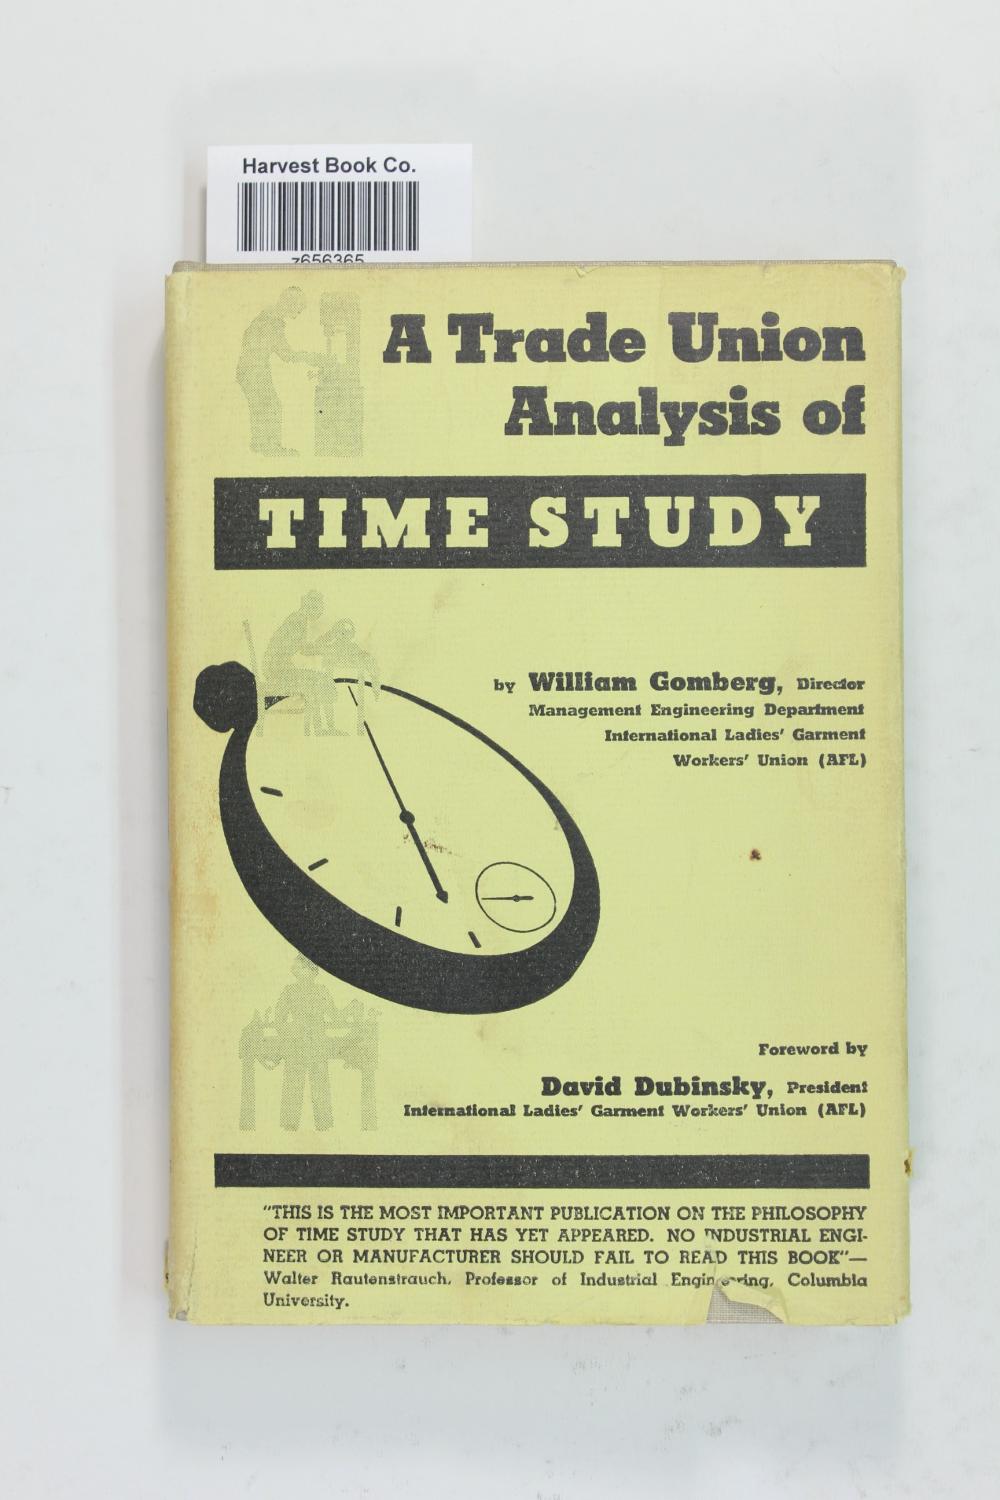 Harvest Book Co.
z656365
A Trade Union
Analysis of
TIME STUDY
by William Gomberg, Director
Management Engineering Department
International Ladies' Garment
Workers' Union (AFL)
Foreword by
David Dubinsky, President
International Ladies' Garment Workers' Union (AFL)
"THIS IS THE MOST IMPORTANT PUBLICATION ON THE PHILOSOPHY
OF TIME STUDY THAT HAS YET APPEARED. NO INDUSTRIAL ENGI-
NEER OR MANUFACTURER SHOULD FAIL TO READ THIS BOOK"—
Walter Rautenstrauch, Professor of Industrial Engineering, Columbia
University.